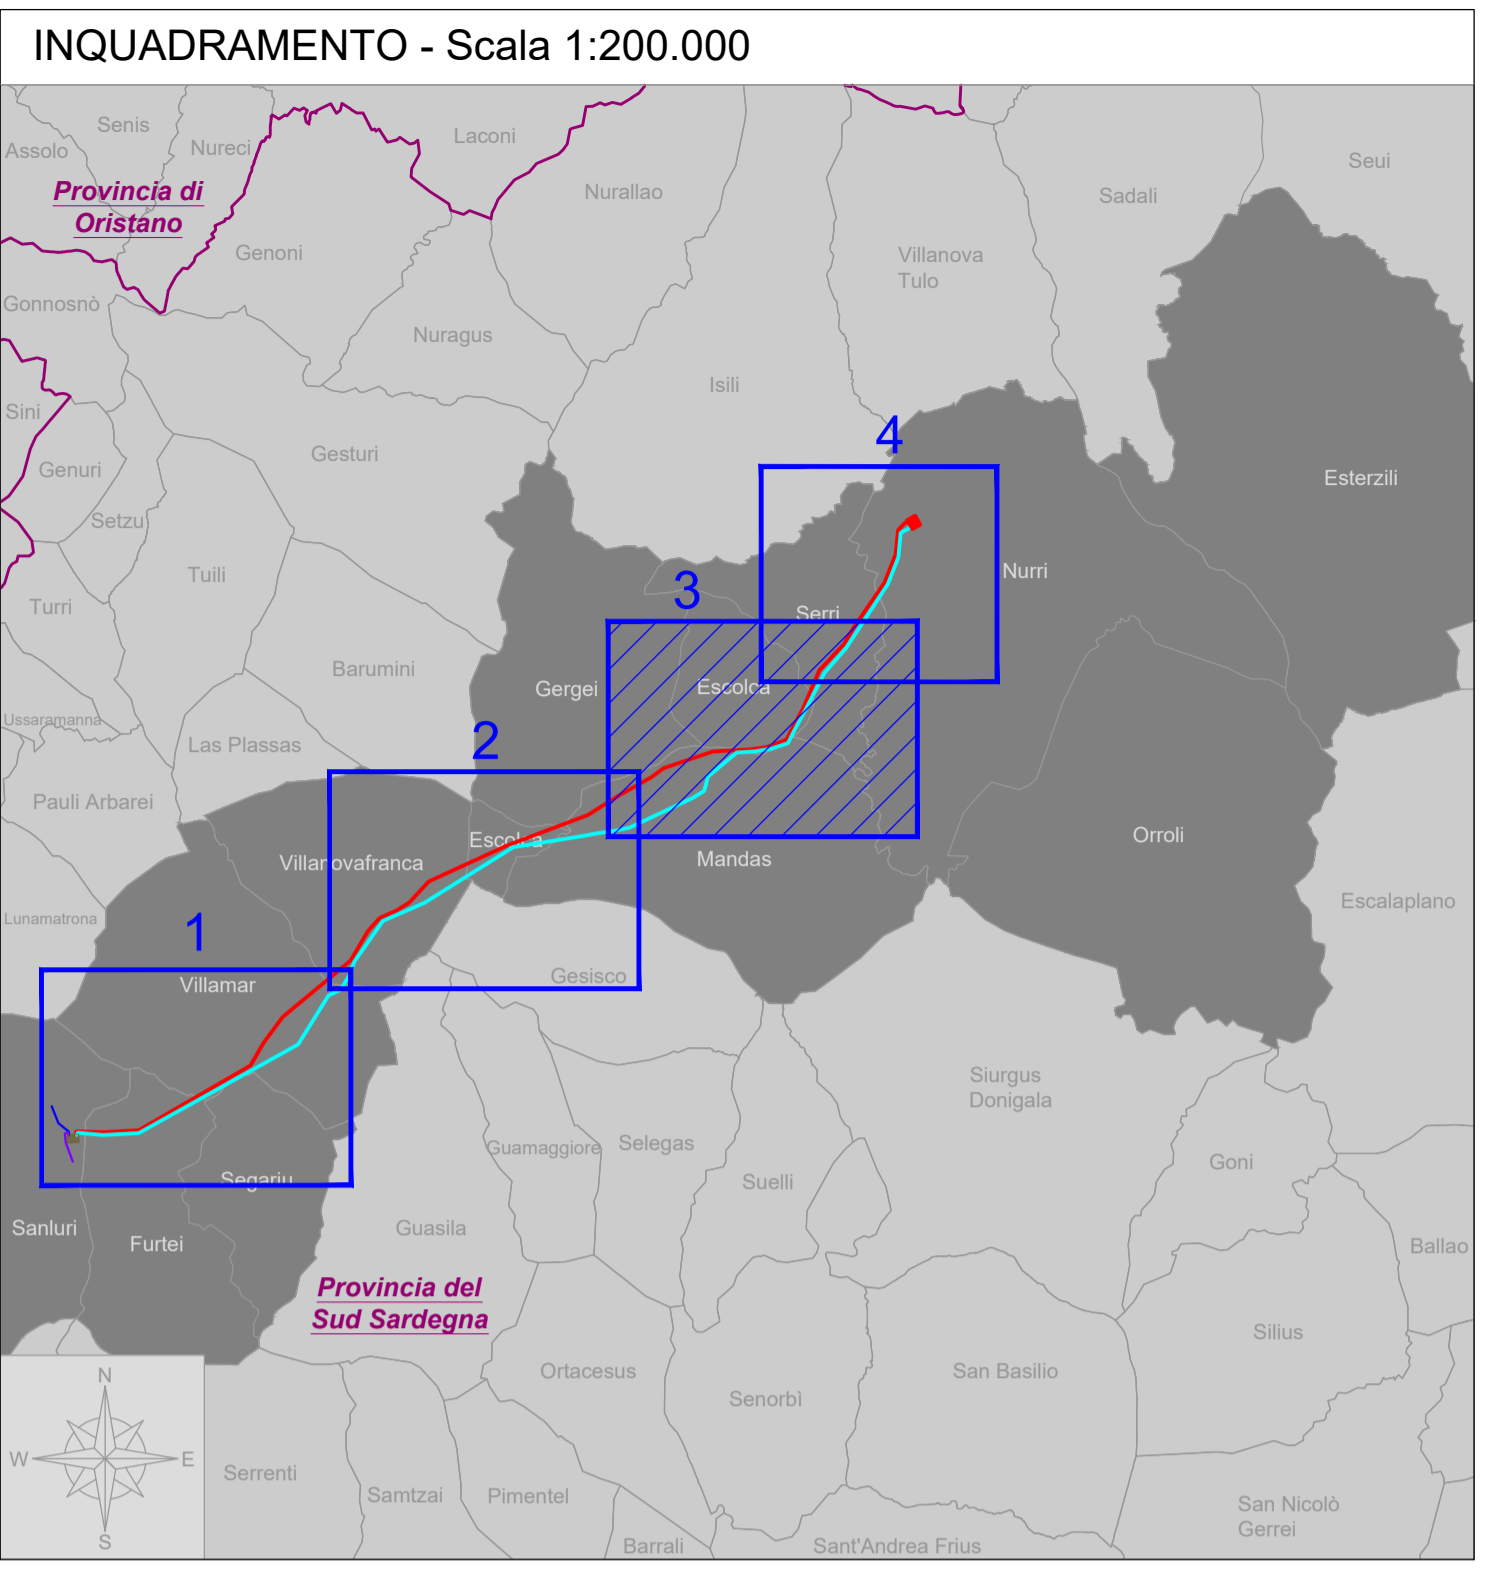 INQUADRAMENTO - Scala 1:200.000
Senis
Assolo
Nureci
Laconi
Seui
Provincia di
Oristano
Nurallao
Sadali
Genoni
Villanova
Tulo
Gonnosnò
Nuragus
Isili
Sini
4
Gesturi
Genuri
Esterzili
Setzu
Tuili
Nurri
3
Turri
Serri
Barumini
Gergei
Escolca
Ussaramanna
Las Plassas
2
Pauli Arbarei
Escolca
Orroli
Villanovafranca
Mandas
Escalaplano
Lunamatrona
1
Villamar
Gesisco
Siurgus
Donigala
Guamaggiore
Selegas
Goni
Segariu
Suelli
Sanluri
Furtei
Guasila
Ballao
Provincia del
Sud Sardegna
Silius
Ortacesus
San Basilio
Senorbì
N
W
E
S
Serrenti
Samtzai
Pimentel
San Nicolò
Gerrei
Barrali
Sant'Andrea Frius